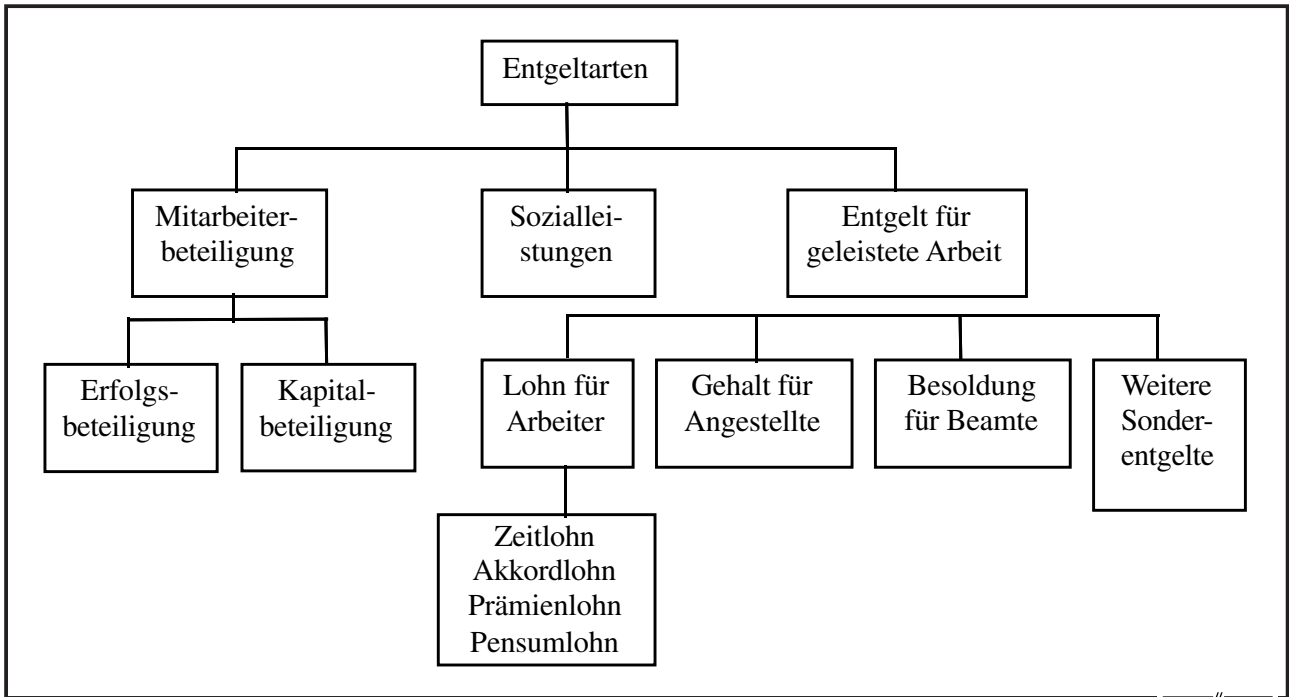 Entgeltarten
Mitarbeiter-
beteiligung
Soziallei-
stungen
Entgelt für
geleistete Arbeit
Erfolgs-
beteiligung
Kapital-
beteiligung
Lohn für
Arbeiter
Gehalt für
Angestellte
Besoldung
für Beamte
Weitere
Sonder-
entgelte
Zeitlohn
Akkordlohn
Prämienlohn
Pensumlohn